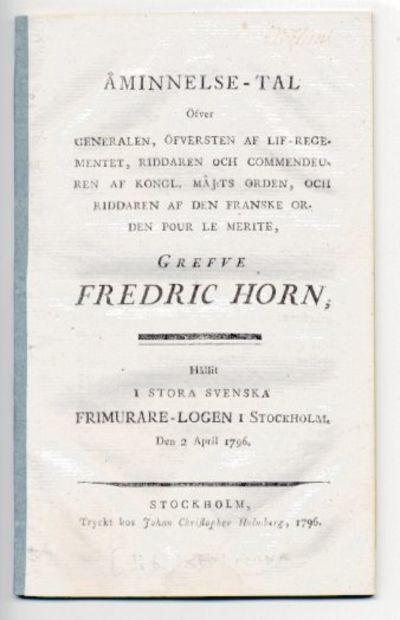 ÅMINNELSE-TAL
Öfver
GENERALEN, ÖFVERSTEN AF LIF-REGE-
MENTET, RIDDAREN OCH COMMENDEU-
REN AF KONGL. MÅJ:TS ORDEN, OCH
RIDDAREN AF DEN FRANSKE OR-
DEN POUR LE MERITE,
GREFVE
FREDRIC HORN,
Hållit
I STORA SVENSKA
FRIMURARE-LOGEN I STOCKHOLM.
Den 2 April 1796.
STOCKHOLM,
Tryckt hos Johan Christopher Holmberg, 1796.